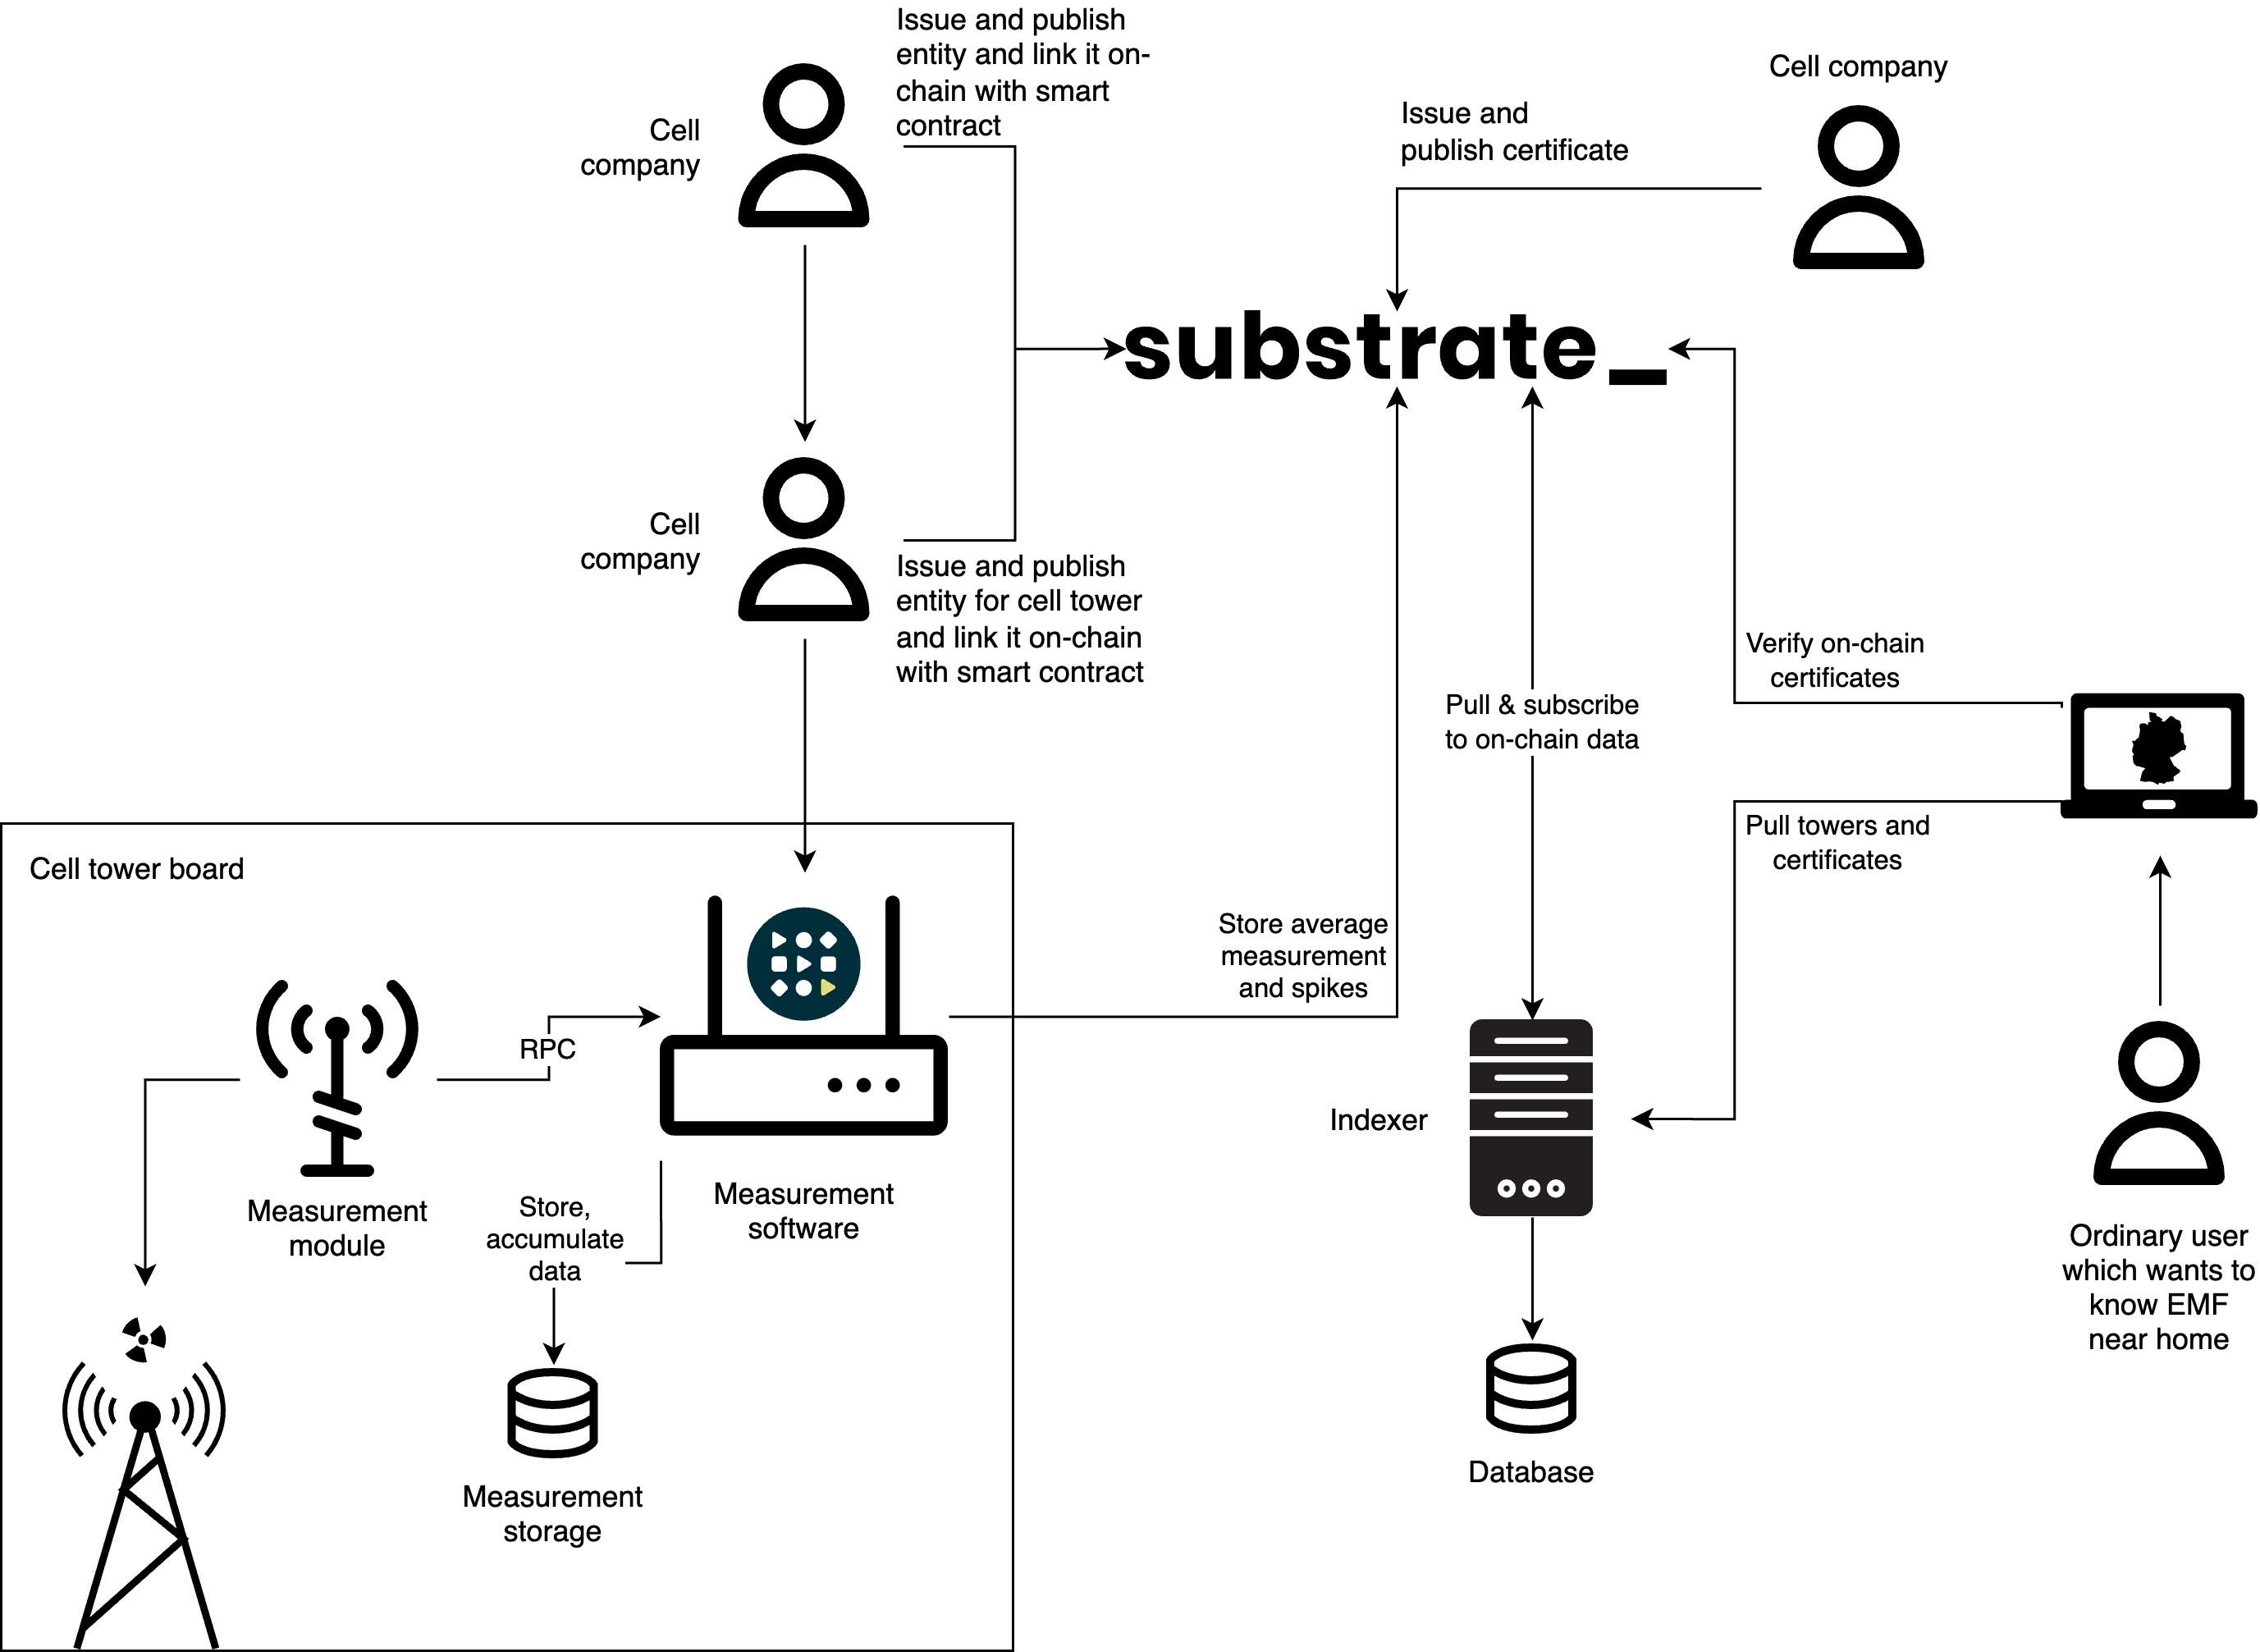 Issue and publish
entity and link it on-
chain with smart
contract
Cell
company
Cell company
Issue and
publish certificate
substrate_
Cell
company
Issue and publish
entity for cell tower
and link it on-chain
with smart contract
Verify on-chain
certificates
Pull & subscribe
to on-chain data
Pull towers and
certificates
Cell tower board
Store average
measurement
and spikes
RPC
Indexer
Measurement
software
Measurement
module
Store,
accumulate
data
Ordinary user
which wants to
know EMF
near home
Database
Measurement
storage